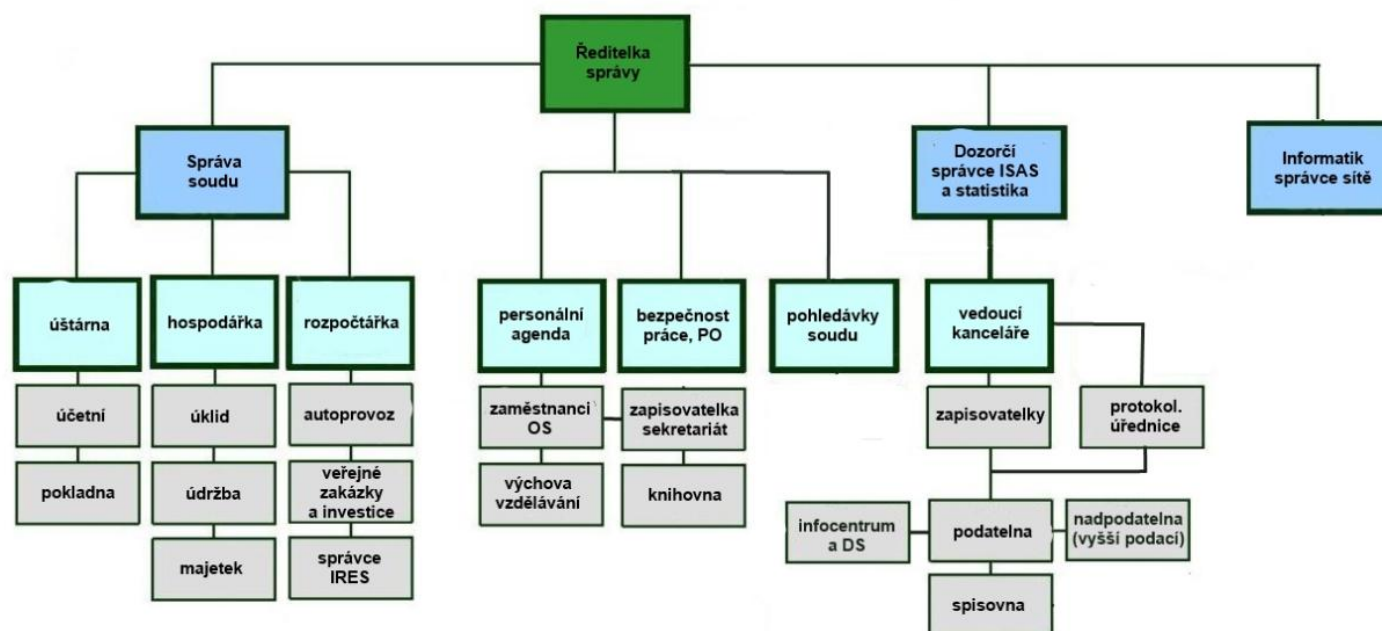 Ředitelka
správy
Správa
soudu
Dozorčí
správce ISAS
a statistika
Informatik
správce sítě
úštárna
hospodářka
rozpočtářka
personální
agenda
bezpečnost
práce, PO
pohledávky
soudu
vedoucí
kanceláře
účetní
úklid
autoprovoz
zaměstnanci
OS
zapisovatelka
sekretariát
zapisovatelky
protokol.
úřednice
pokladna
údržba
veřejné
zakázky
a investice
výchova
vzdělávání
knihovna
infocentrum
a DS
podatelna
nadpodatelna
(vyšší podací)
majetek
správce
IRES
spisovna